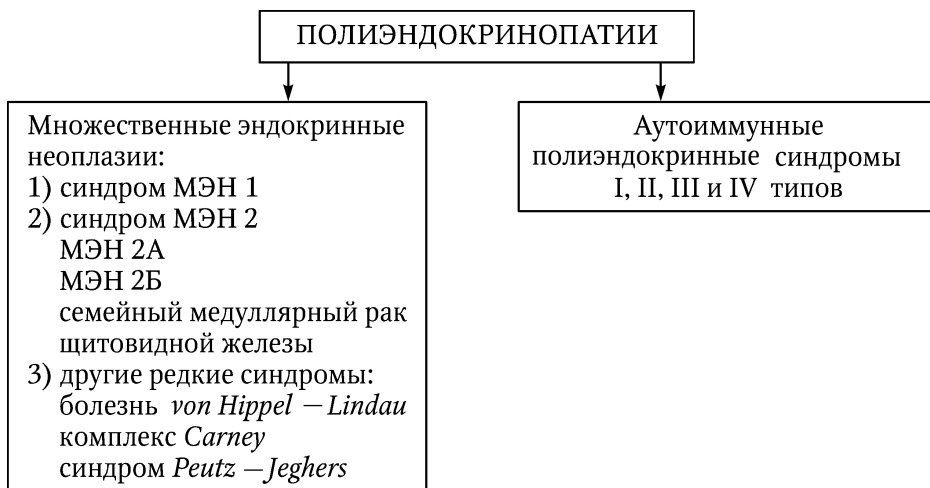 ПОЛИЭНДОКРИНОПАТИИ
Множественные эндокринные
неоплазии:
1) синдром МЭН 1
2) синдром МЭН 2
МЭН 2А
МЭН 2Б
семейный медуллярный рак
щитовидной железы
3) другие редкие синдромы:
болезнь von Hippel – Lindau
комплекс Carney
синдром Peutz – Jeghers
Аутоиммунные
полиэндокринные синдромы
I, II, III и IV типов